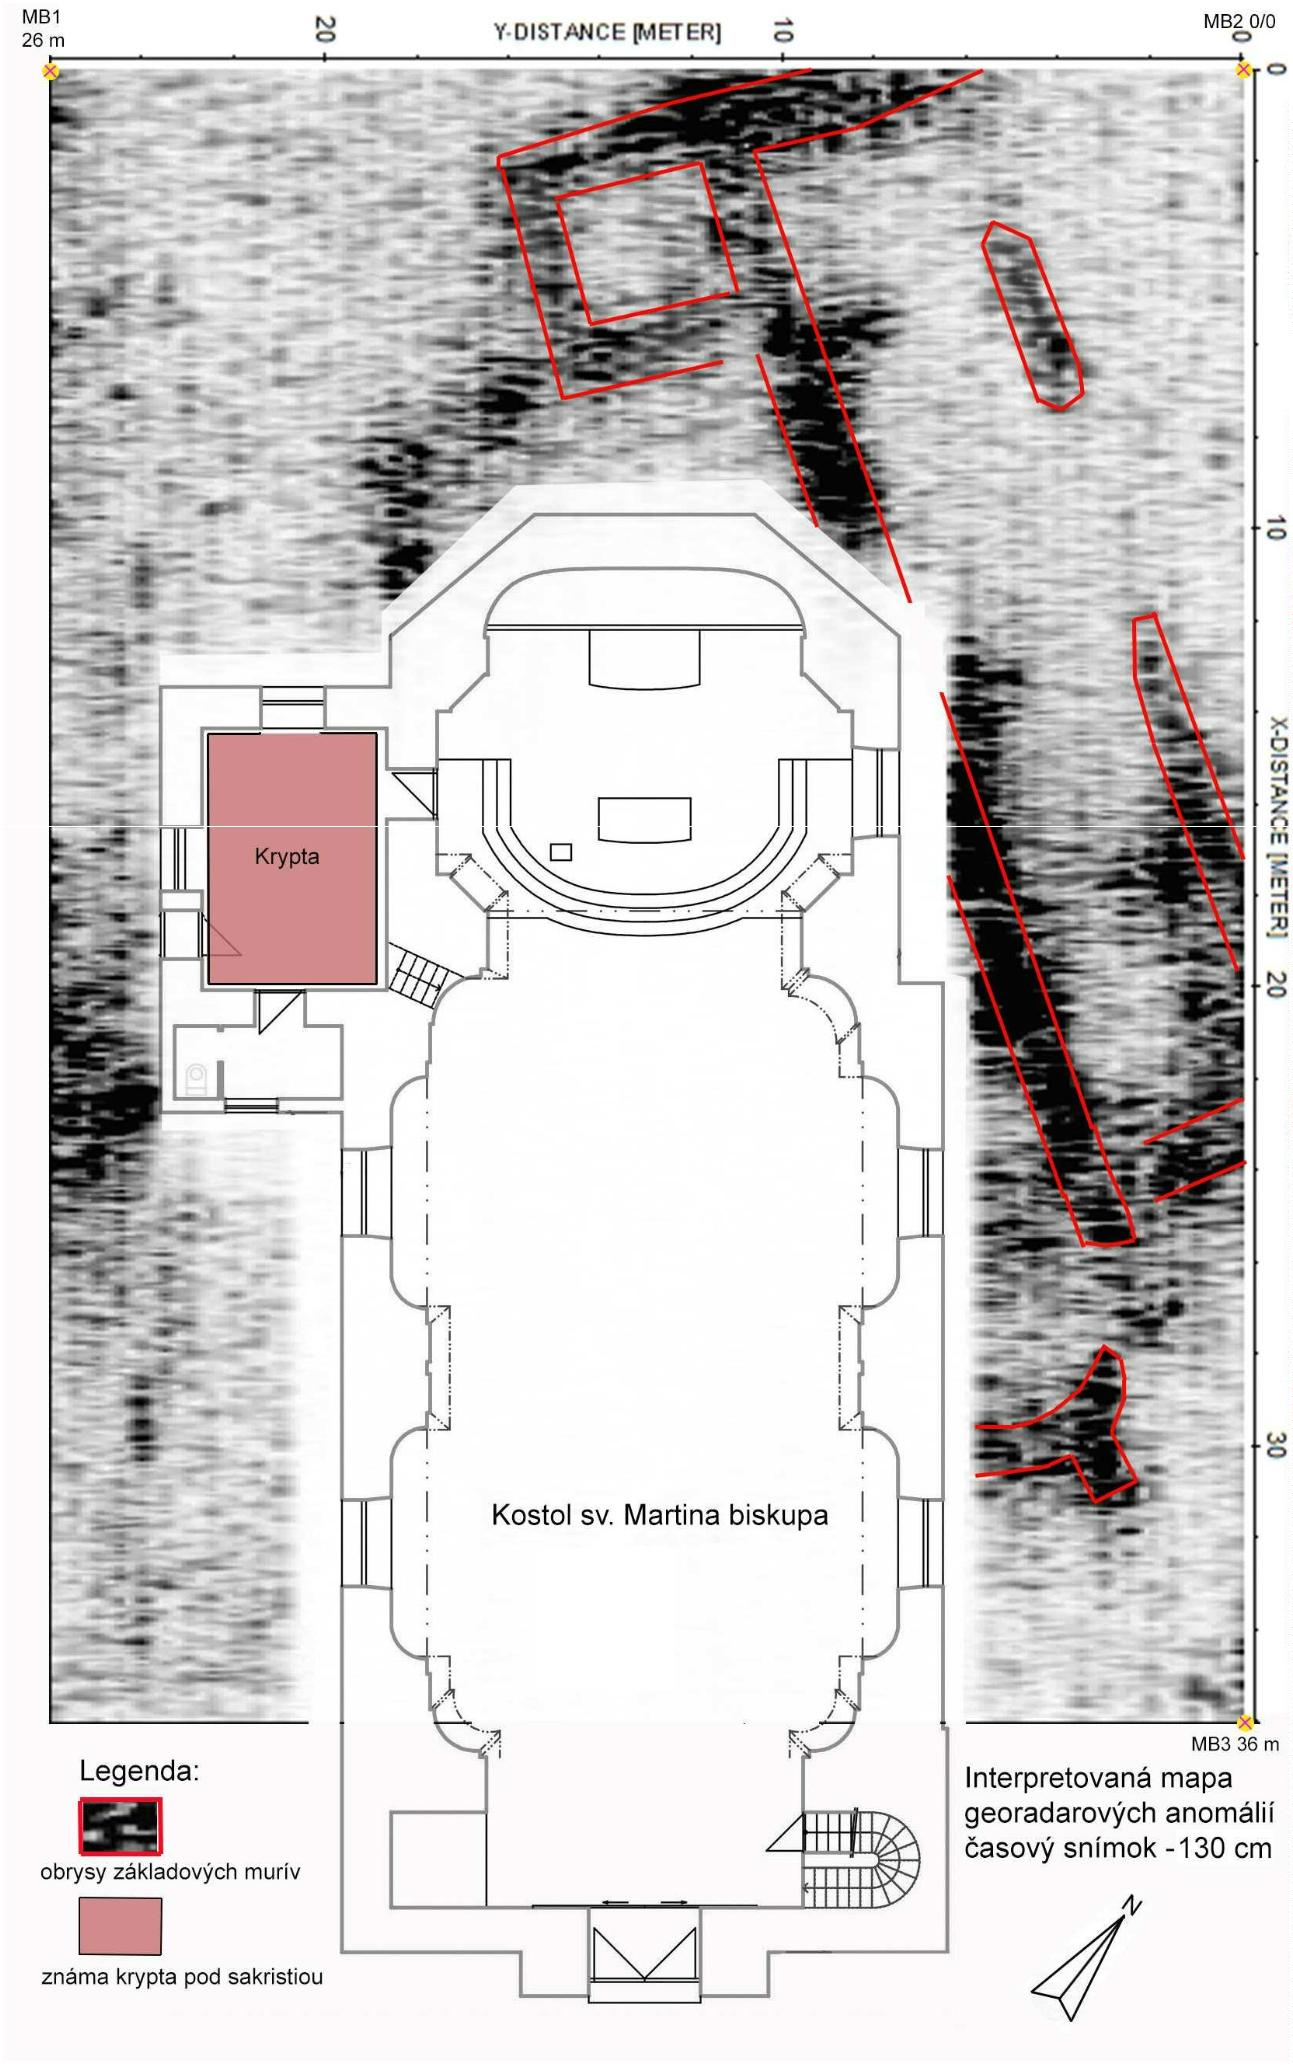 MB1
26 m
20
Y-DISTANCE [METER]
10
MB2 0/0
0
0
10
X-DISTANCE [METER]
20
30
Krypta
Kostol sv. Martina biskupa
MB3 36 m
Legenda:
obrysy základových murív
známa krypta pod sakristiou
Interpretovaná mapa
georadarových anomálií
časový snímok -130 cm
N